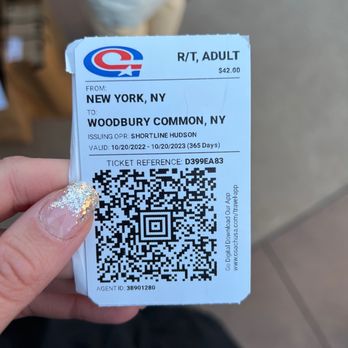 R/T, ADULT
$42.00
FROM:
NEW YORK, NY
TO:
WOODBURY COMMON, NY
ISSUING OPR: SHORTLINE HUDSON
VALID: 10/20/2022 - 10/20/2023 (365 Days)
TICKET REFERENCE: D399EA83
Go Digital! Download Our App
www.coachusa.com/travel-app
AGENT ID: 38901280